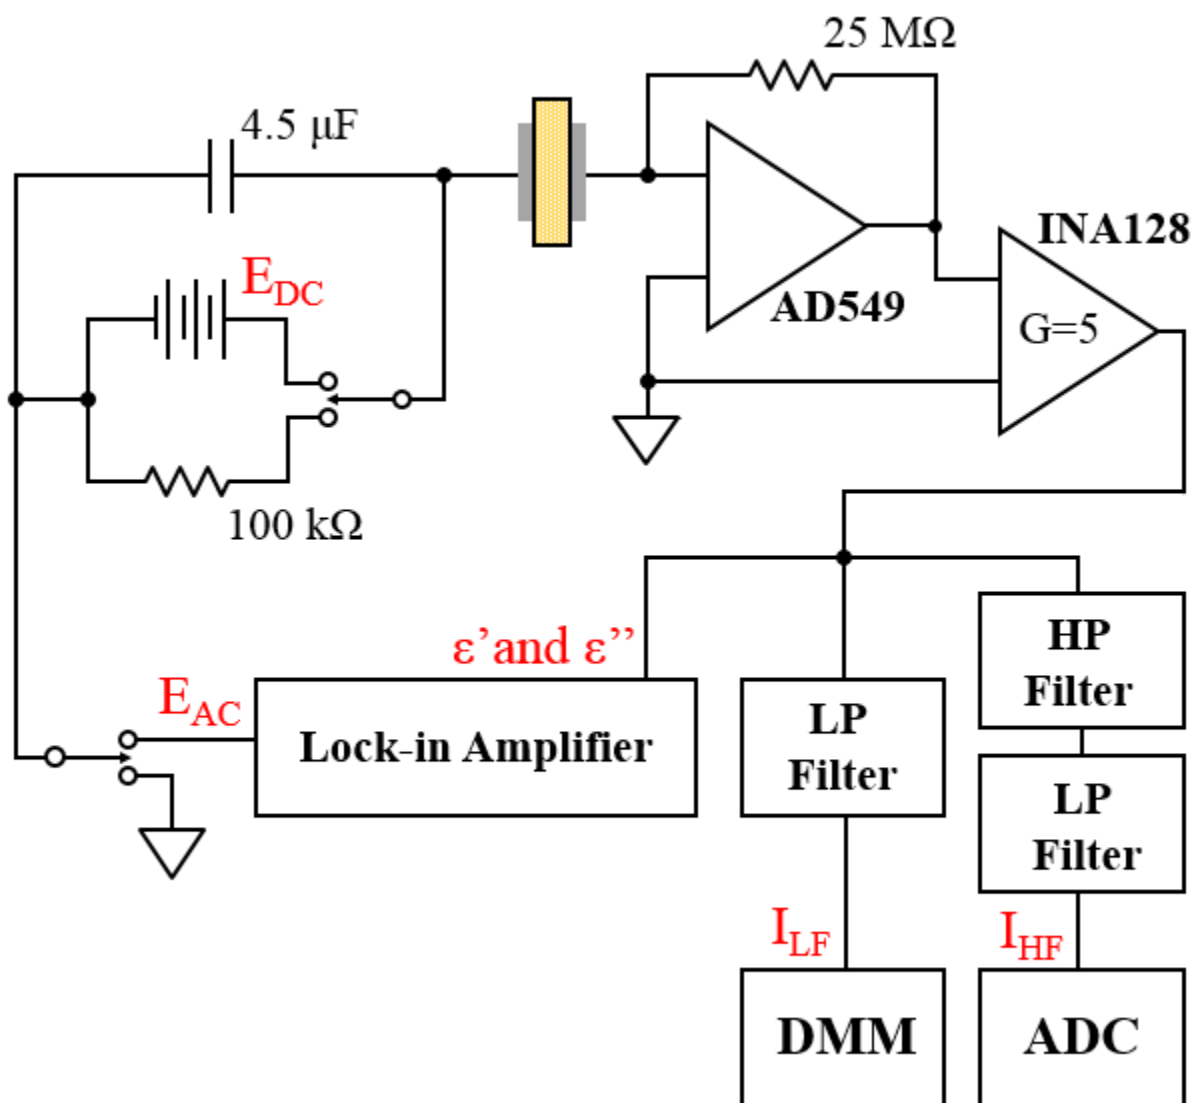 25 MΩ
4.5 μF
INA128
E_DC
AD549
G=5
100 kΩ
ε’and ε’’
E_AC
Lock-in Amplifier
LP
Filter
HP
Filter
LP
Filter
I_LF
I_HF
DMM
ADC